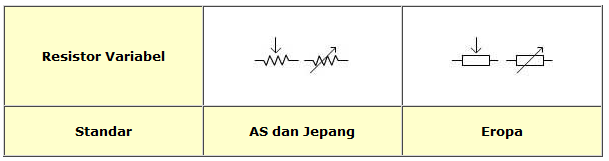 Resistor Variabel
Standar
AS dan Jepang
Eropa